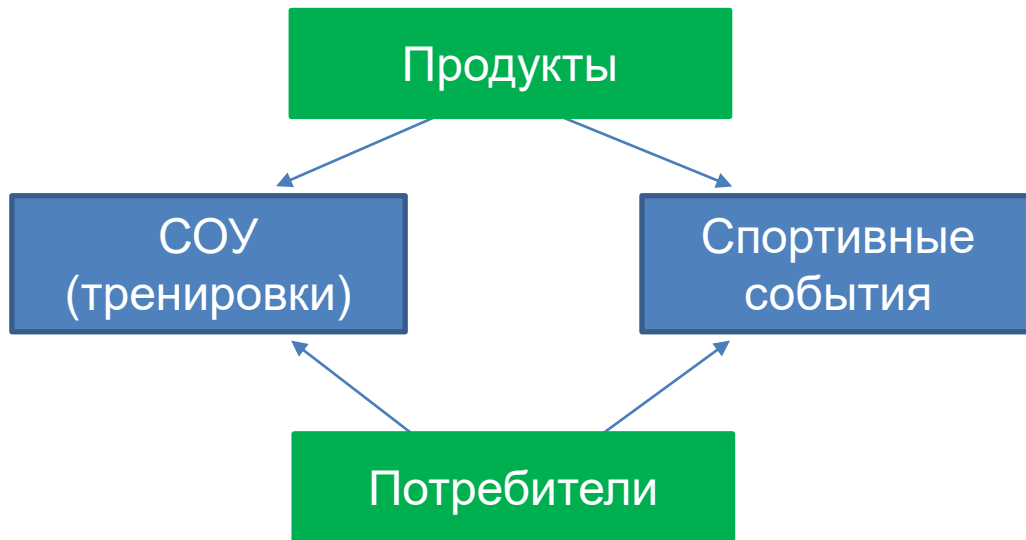 Продукты
СОУ
(тренировки)
Спортивные
события
Потребители